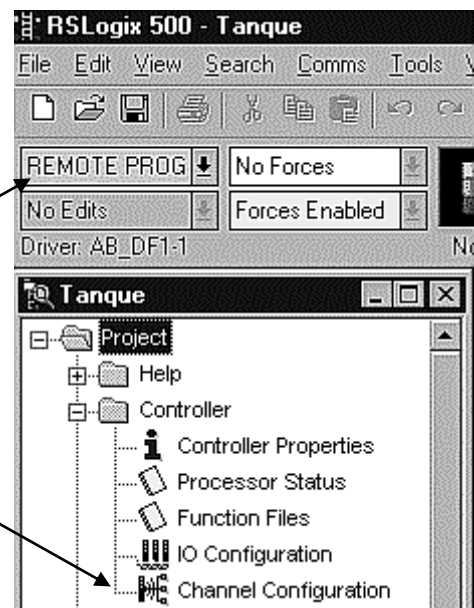 RSLogix 500 - Tanque
File Edit View Search Comms Tools
REMOTE PROG No Forces
No Edits Forces Enabled
Driver: AB_DF1-1
Tanque
Project
Help
Controller
Controller Properties
Processor Status
Function Files
IO Configuration
Channel Configuration